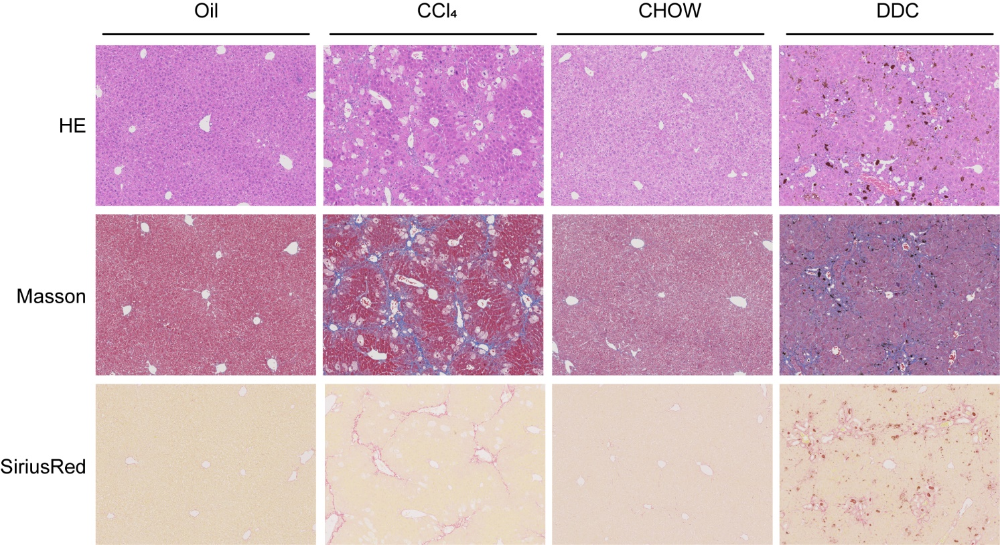 Oil CCl₄ CHOW DDC
HE
Masson
SiriusRed